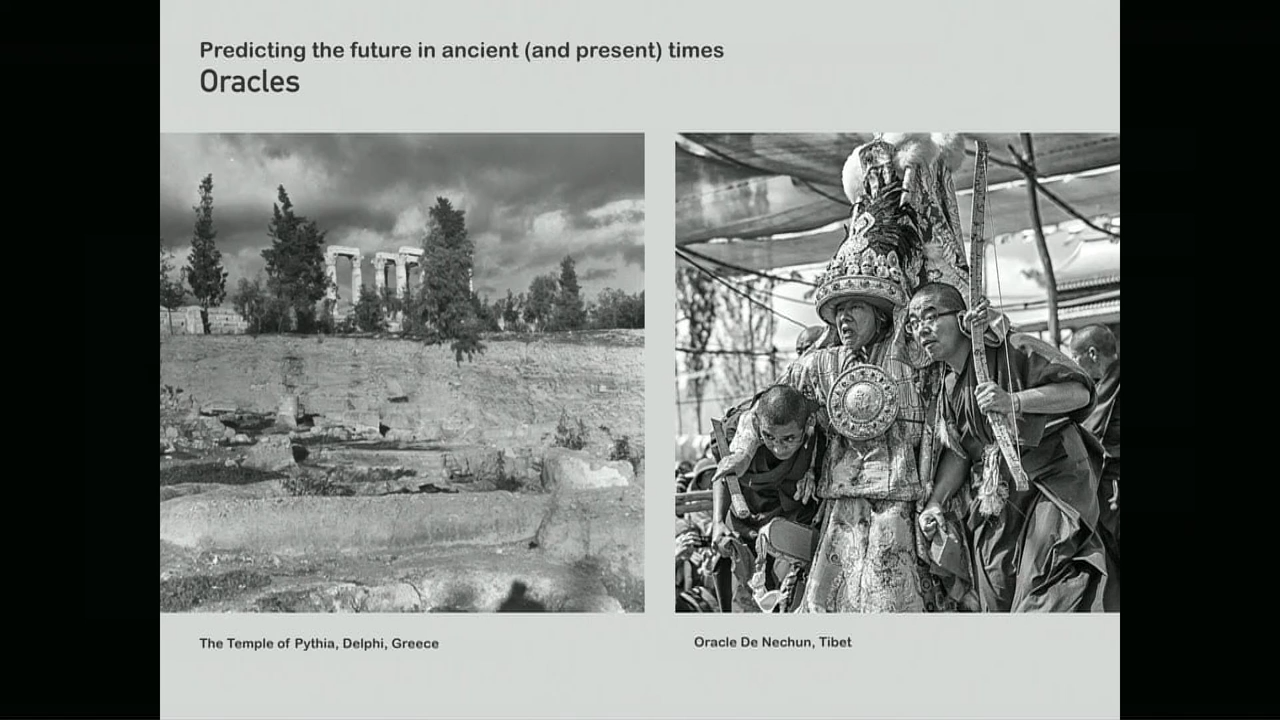 Predicting the future in ancient (and present) times
Oracles
The Temple of Pythia, Delphi, Greece
Oracle De Nechun, Tibet